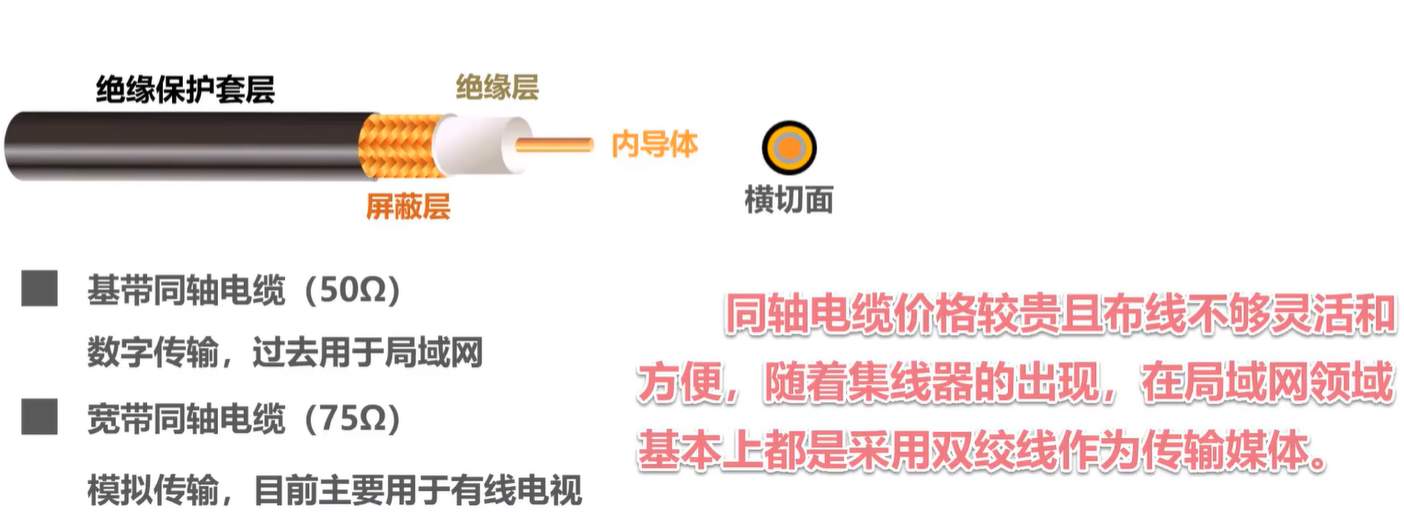 绝缘保护套层
绝缘层
内导体
屏蔽层
横切面
基带同轴电缆（50Ω）
数字传输，过去用于局域网
宽带同轴电缆（75Ω）
模拟传输，目前主要用于有线电视
同轴电缆价格较贵且布线不够灵活和
方便，随着集线器的出现，在局域网领域
基本上都是采用双绞线作为传输媒体。